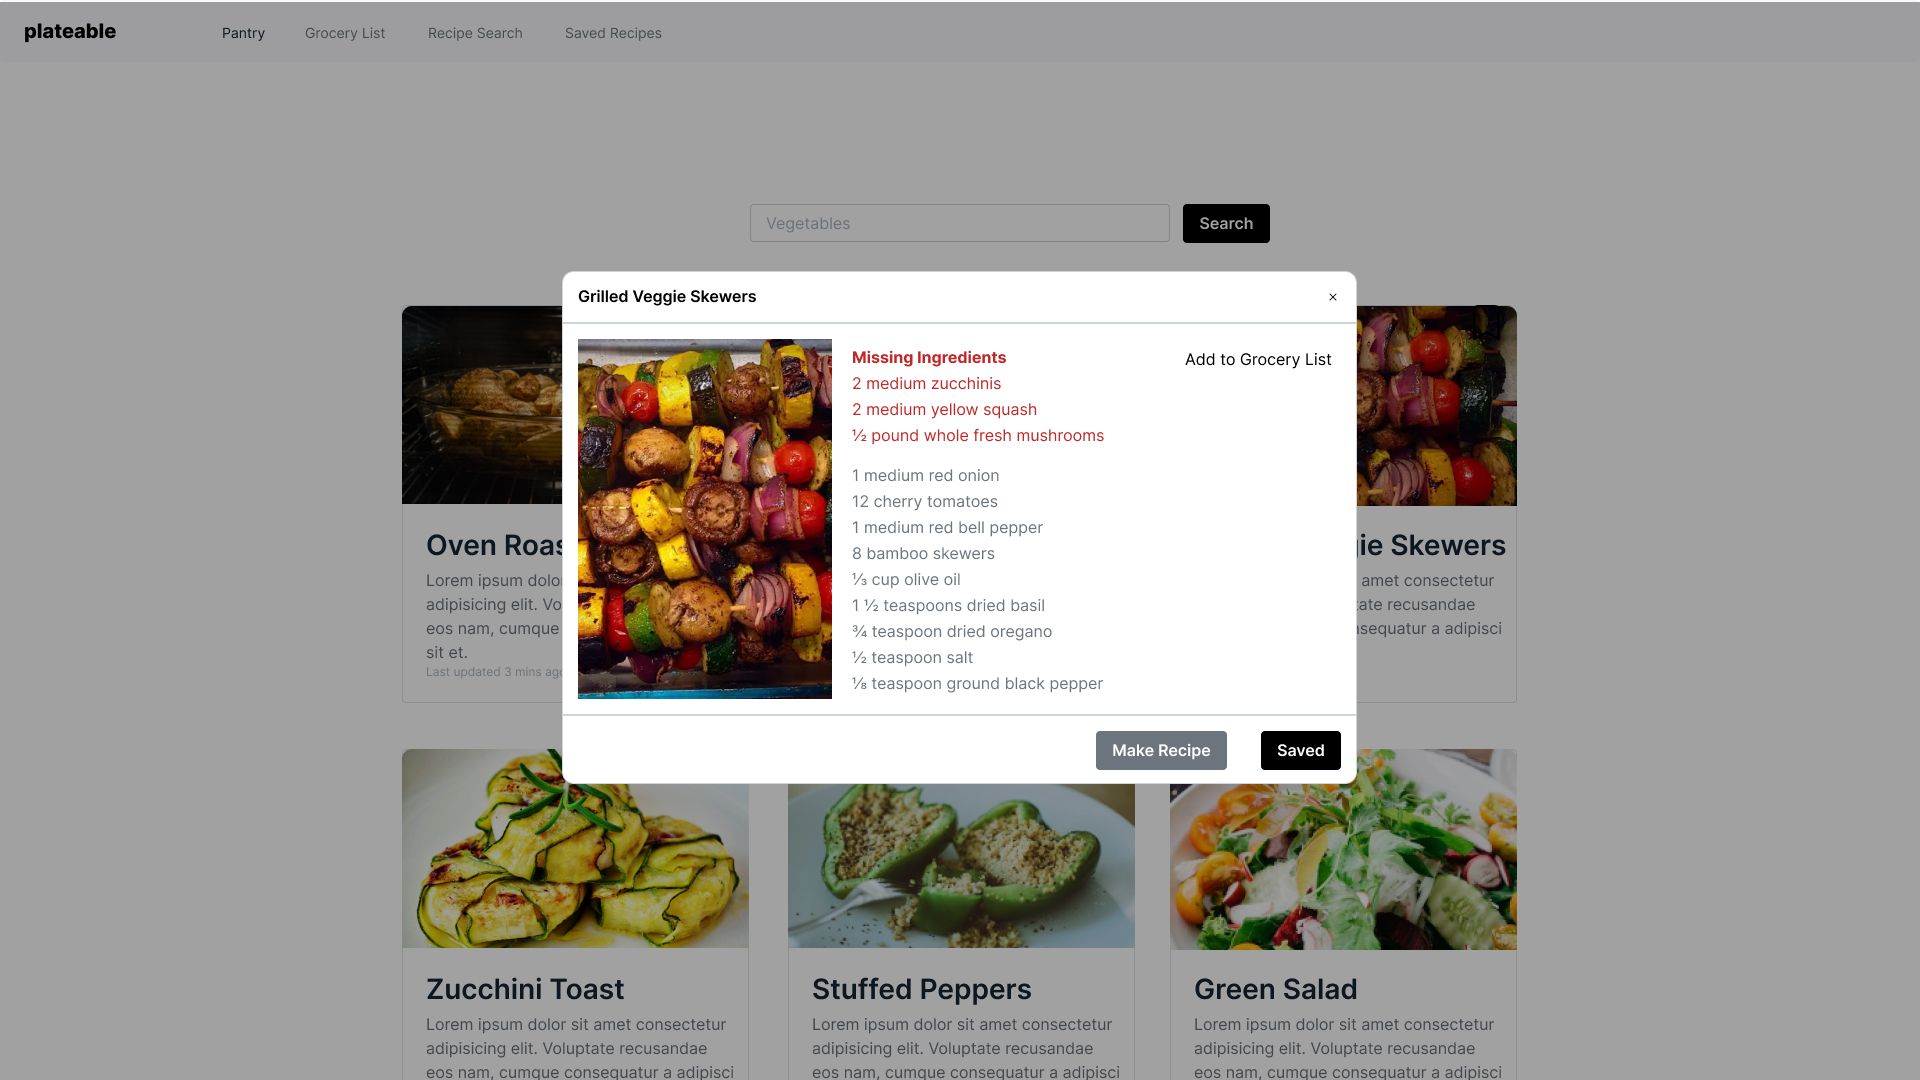 plateable
Pantry
Grocery List
Recipe Search
Saved Recipes
Vegetables
Search
Grilled Veggie Skewers
×
Missing Ingredients
Add to Grocery List
2 medium zucchinis
2 medium yellow squash
½ pound whole fresh mushrooms
1 medium red onion
12 cherry tomatoes
1 medium red bell pepper
8 bamboo skewers
⅓ cup olive oil
1 ½ teaspoons dried basil
¾ teaspoon dried oregano
½ teaspoon salt
⅛ teaspoon ground black pepper
Make Recipe
Saved
Oven
Lorem ipsum
adipisicing elit.
eos nam, cumque
sit et.
Last updated 3 mins
Skewers
amet consectetur
recusandae
a adipisci
Zucchini Toast
Lorem ipsum dolor sit amet consectetur
adipisicing elit. Voluptate recusandae
eos nam, cumque consequatur a adipisci
Stuffed Peppers
Lorem ipsum dolor sit amet consectetur
adipisicing elit. Voluptate recusandae
eos nam, cumque consequatur a adipisci
Green Salad
Lorem ipsum dolor sit amet consectetur
adipisicing elit. Voluptate recusandae
eos nam, cumque consequatur a adipisci